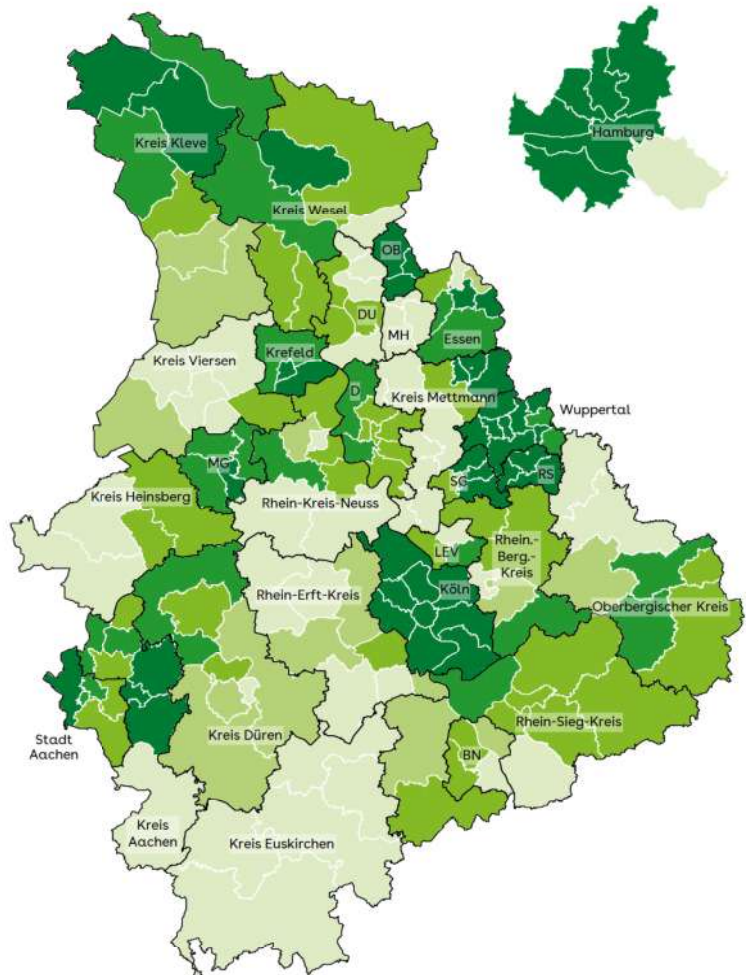 Hamburg
Kreis Kleve
Kreis Wesel
OB
DU
MH
Essen
Krefeld
Kreis Viersen
D
Kreis Mettmann
Wuppertal
MG
SG
RS
Kreis Heinsberg
Rhein-Kreis-Neuss
LEV
Rhein.-
Berg.-
Kreis
Köln
Rhein-Erft-Kreis
Oberbergischer Kreis
Rhein-Sieg-Kreis
Kreis Düren
Stadt
Aachen
BN
Kreis
Aachen
Kreis Euskirchen